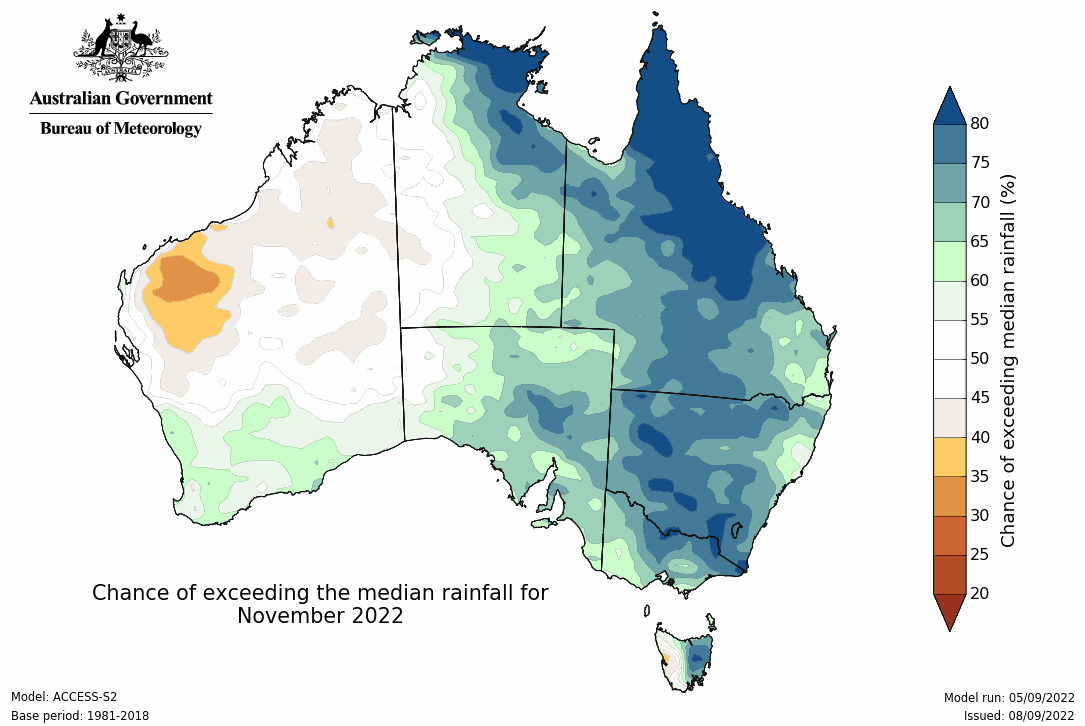 Australian Government
Bureau of Meteorology
80
75
70
65
60
55
50
45
40
35
30
25
20
Chance of exceeding median rainfall (%)
Chance of exceeding the median rainfall for
November 2022
Model: ACCESS-S2
Base period: 1981-2018
Model run: 05/09/2022
Issued: 08/09/2022